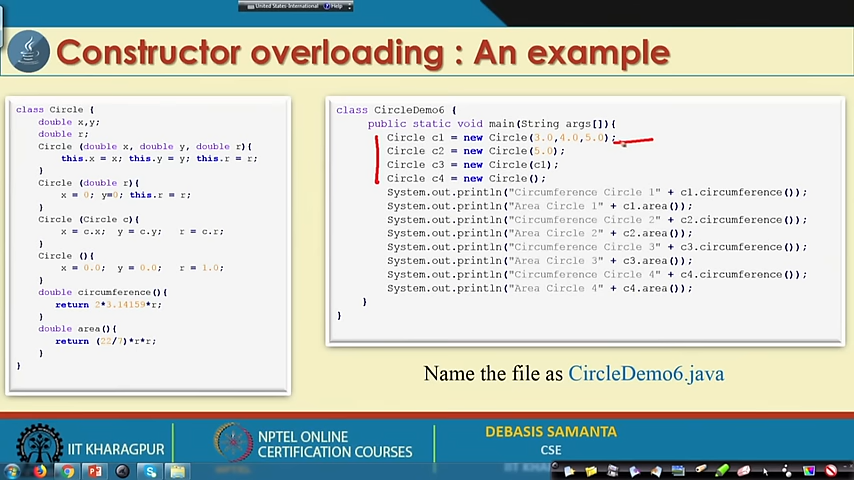 United States-International Help
Constructor overloading : An example
class Circle {
double x,y;
double r;
Circle (double x, double y, double r){
this.x = x; this.y = y; this.r = r;
}
Circle (double r){
x = 0; y=0; this.r = r;
}
Circle (Circle c){
x = c.x; y = c.y; r = c.r;
}
Circle (){
x = 0.0; y = 0.0; r = 1.0;
}
double circumference(){
return 2*3.14159*r;
}
double area(){
return (22/7)*r*r;
}
}
class CircleDemo6 {
public static void main(String args[]){
Circle c1 = new Circle(3.0,4.0,5.0);
Circle c2 = new Circle(5.0);
Circle c3 = new Circle(c1);
Circle c4 = new Circle();
System.out.println("Circumference Circle 1" + c1.circumference());
System.out.println("Area Circle 1" + c1.area());
System.out.println("Circumference Circle 2" + c2.circumference());
System.out.println("Area Circle 2" + c2.area());
System.out.println("Circumference Circle 3" + c3.circumference());
System.out.println("Area Circle 3" + c3.area());
System.out.println("Circumference Circle 4" + c4.circumference());
System.out.println("Area Circle 4" + c4.area());
}
}
Name the file as CircleDemo6.java
IIT KHARAGPUR
NPTEL ONLINE
CERTIFICATION COURSES
DEBASIS SAMANTA
CSE